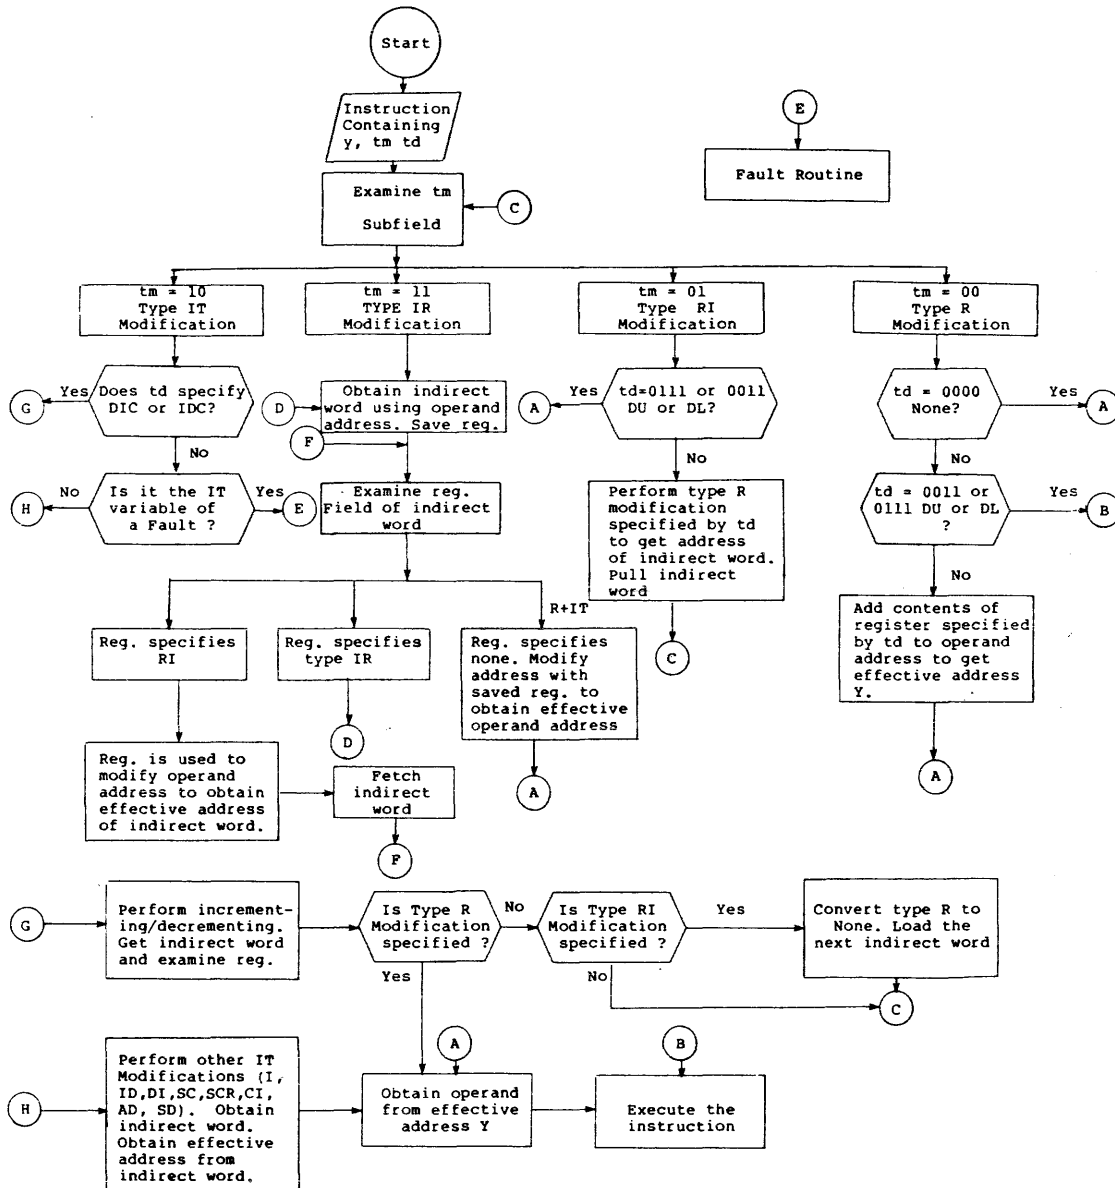 Start
Instruction
Containing
y, tm td
E
Fault Routine
Examine tm
Subfield
C
tm = 10
Type IT
Modification
tm = 11
TYPE IR
Modification
tm = 01
Type RI
Modification
tm = 00
Type R
Modification
G
Yes
Does td specify
DIC or IDC?
No
D
Obtain indirect
word using operand
address. Save reg.
F
A
Yes
td=0111 or 0011
DU or DL?
No
td = 0000
None?
Yes
A
No
H
No
Is it the IT
variable of
a Fault ?
Yes
E
Examine reg.
Field of indirect
word
Perform type R
modification
specified by td
to get address
of indirect word.
Pull indirect
word
C
td = 0011 or
0111 DU or DL
?
Yes
B
No
Add contents of
register specified
by td to operand
address to get
effective address
Y.
A
Reg. specifies
RI
Reg. specifies
type IR
D
R+IT
Reg. specifies
none. Modify
address with
saved reg. to
obtain effective
operand address
A
Reg. is used to
modify operand
address to obtain
effective address
of indirect word.
Fetch
indirect
word
F
G
Perform increment-
ing/decrementing.
Get indirect word
and examine reg.
Is Type R
Modification
specified ?
No
Yes
Is Type RI
Modification
specified ?
Yes
No
Convert type R to
None. Load the
next indirect word
C
H
Perform other IT
Modifications (I,
ID,DI,SC,SCR,CI,
AD, SD). Obtain
indirect word.
Obtain effective
address from
indirect word.
A
Obtain operand
from effective
address Y
B
Execute the
instruction